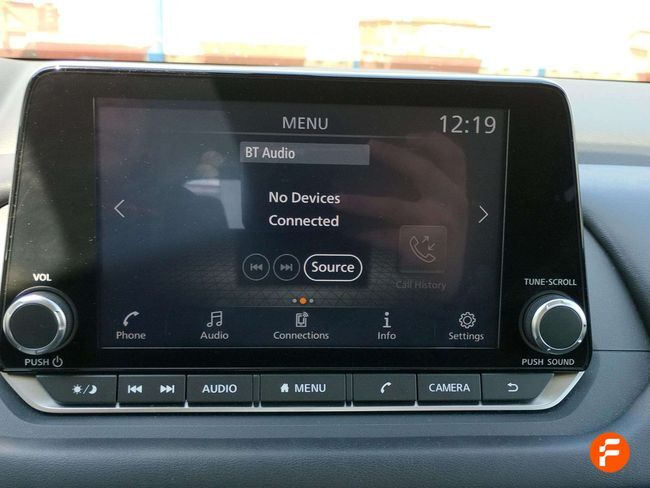 MENU 12:19
BT Audio
No Devices
Connected
Source
Call History
VOL
TUNE·SCROLL
Phone Audio Connections Info Settings
PUSH
PUSH SOUND
AUDIO MENU CAMERA